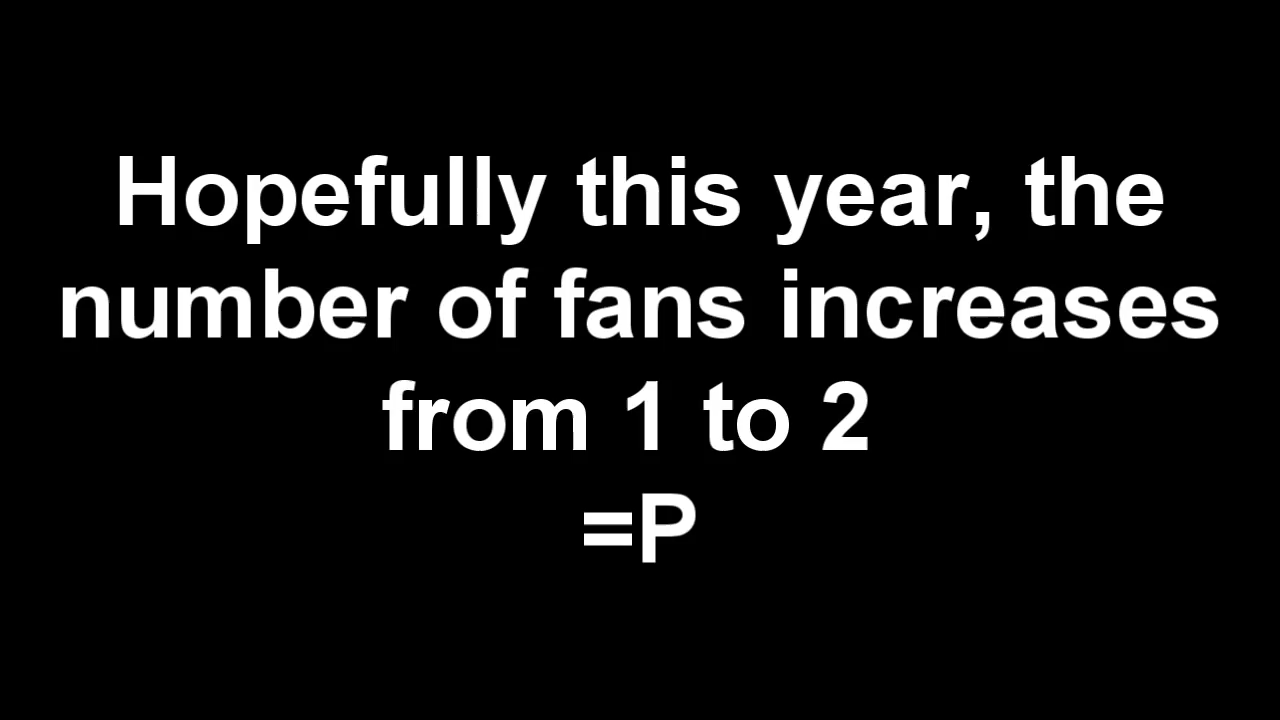 Hopefully this year, the
number of fans increases
from 1 to 2
=P